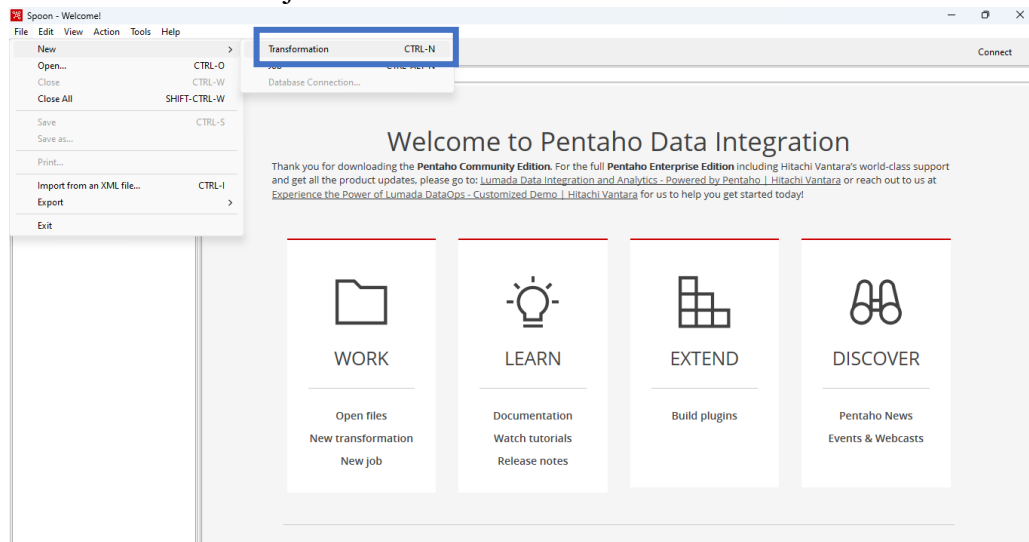 Spoon - Welcome!
File Edit View Action Tools Help
New >
Transformation CTRL-N
Connect
Open... CTRL-O
Close CTRL-W
Database Connection...
Close All SHIFT-CTRL-W
Save CTRL-S
Save as...
Print...
Import from an XML file... CTRL-I
Export >
Exit
Welcome to Pentaho Data Integration
Thank you for downloading the Pentaho Community Edition. For the full Pentaho Enterprise Edition including Hitachi Vantara's world-class support
and get all the product updates, please go to: Lumada Data Integration and Analytics - Powered by Pentaho | Hitachi Vantara or reach out to us at
Experience the Power of Lumada DataOps - Customized Demo | Hitachi Vantara for us to help you get started today!
WORK
Open files
New transformation
New job
LEARN
Documentation
Watch tutorials
Release notes
EXTEND
Build plugins
DISCOVER
Pentaho News
Events & Webcasts